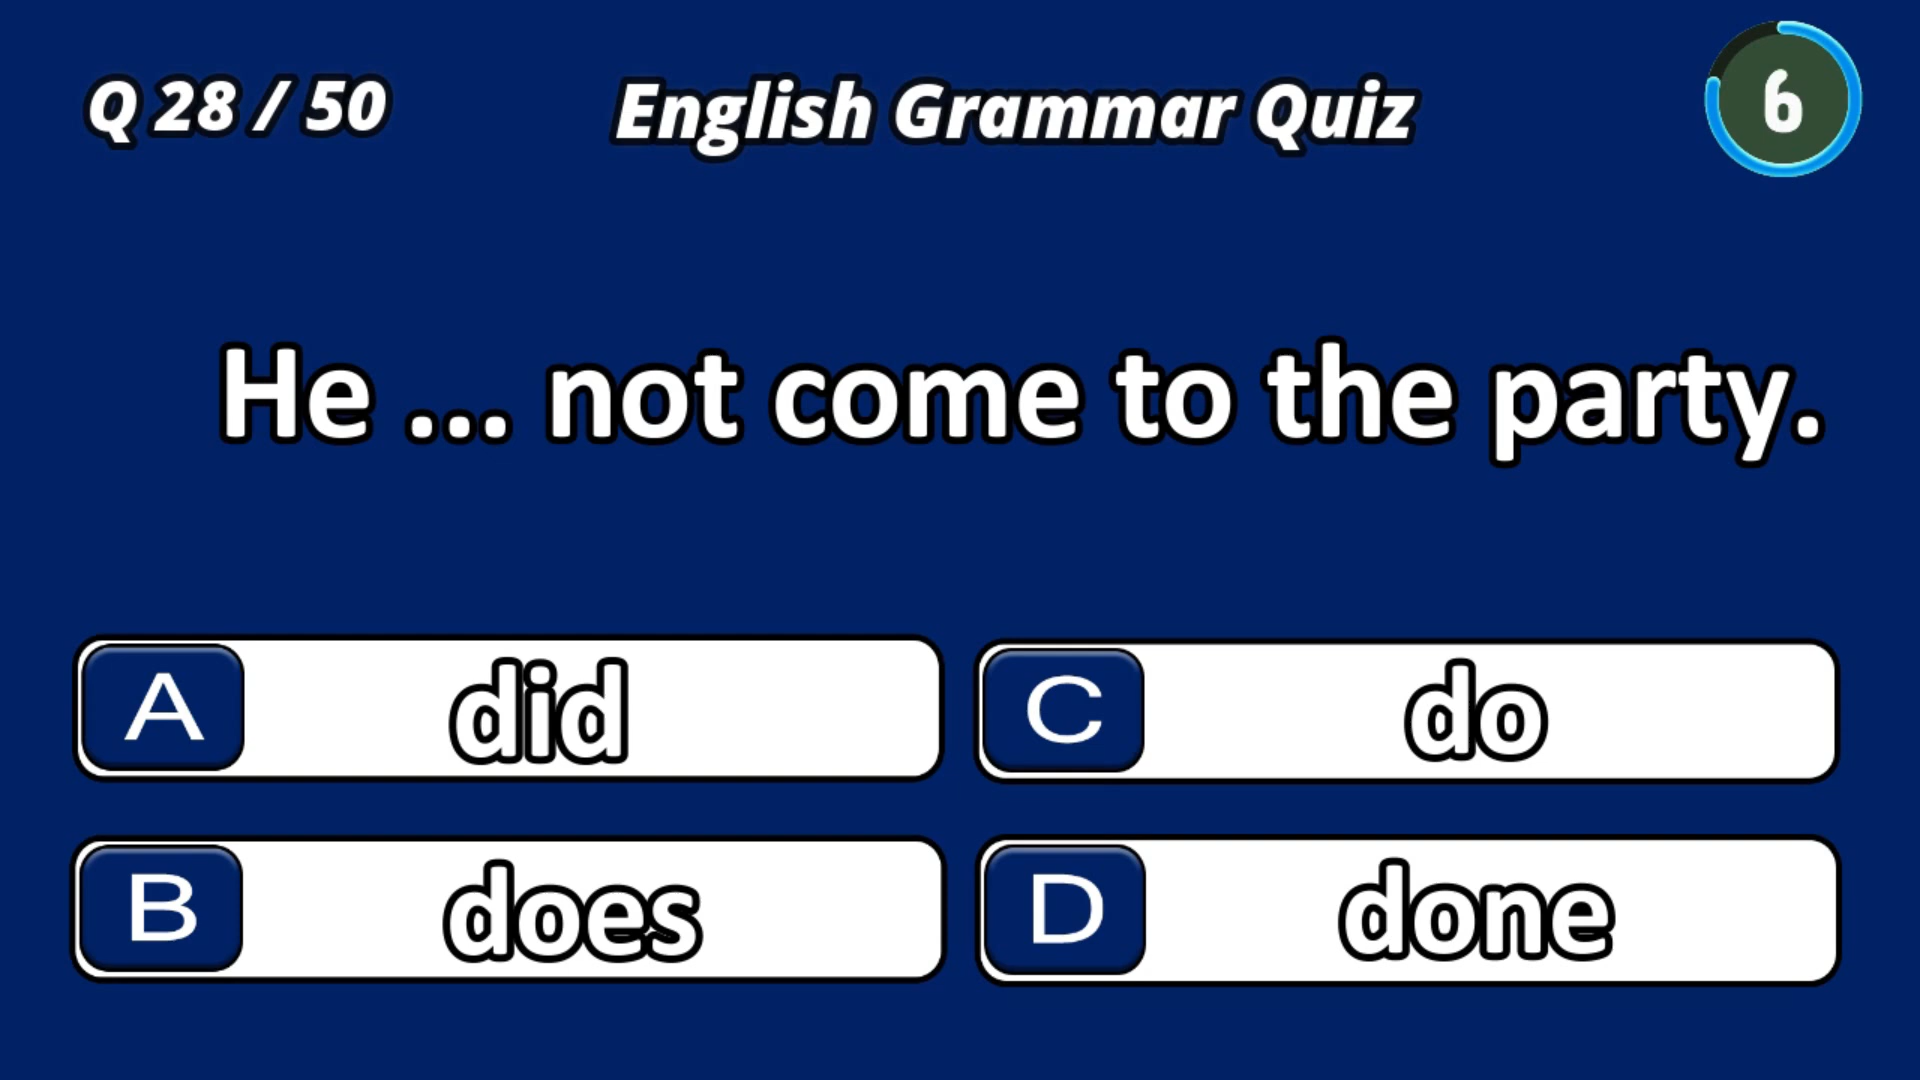 Q 28 / 50
English Grammar Quiz
6
He ... not come to the party.
A did
C do
B does
D done